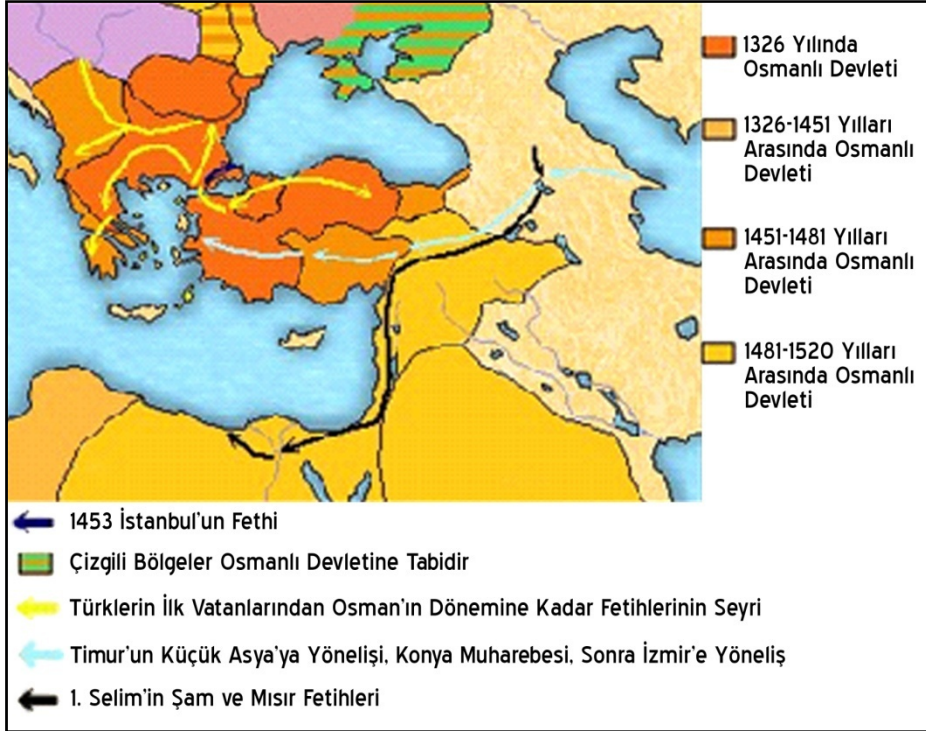 1326 Yılında
Osmanlı Devleti
1326-1451 Yılları
Arasında Osmanlı
Devleti
1451-1481 Yılları
Arasında Osmanlı
Devleti
1481-1520 Yılları
Arasında Osmanlı
Devleti
1453 İstanbul'un Fethi
Çizgili Bölgeler Osmanlı Devletine Tabidir
Türklerin İlk Vatanlarından Osman'ın Dönemine Kadar Fetihlerinin Seyri
Timur'un Küçük Asya'ya Yönelişi, Konya Muharebesi, Sonra İzmir'e Yöneliş
1. Selim'in Şam ve Mısır Fetihleri